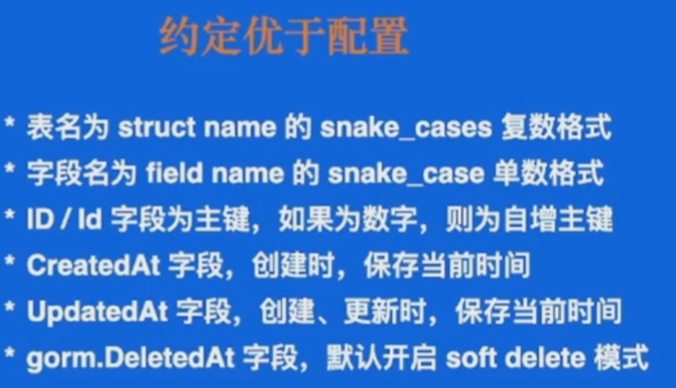 约定优于配置
* 表名为 struct name 的 snake_cases 复数格式
* 字段名为 field name 的 snake_case 单数格式
* ID / Id 字段为主键，如果为数字，则为自增主键
* CreatedAt 字段，创建时，保存当前时间
* UpdatedAt 字段，创建、更新时，保存当前时间
* gorm.DeletedAt 字段，默认开启 soft delete 模式